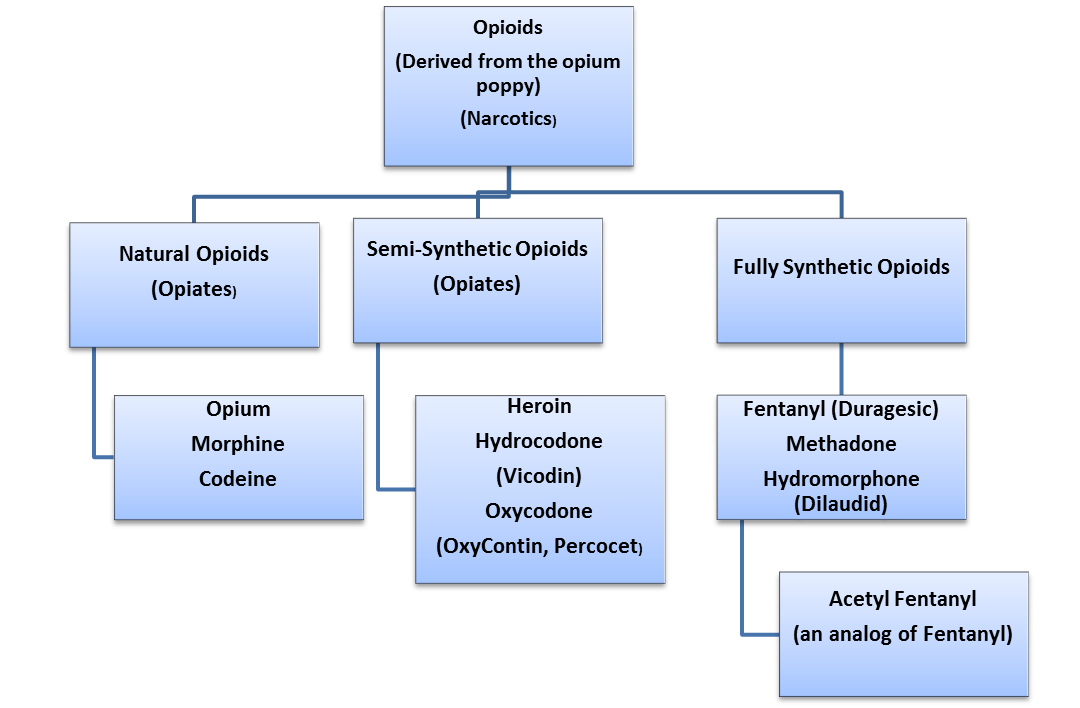 Opioids
(Derived from the opium
poppy)
(Narcotics)
Natural Opioids
(Opiates)
Semi-Synthetic Opioids
(Opiates)
Fully Synthetic Opioids
Opium
Morphine
Codeine
Heroin
Hydrocodone
(Vicodin)
Oxycodone
(OxyContin, Percocet)
Fentanyl (Duragesic)
Methadone
Hydromorphone
(Dilaudid)
Acetyl Fentanyl
(an analog of Fentanyl)